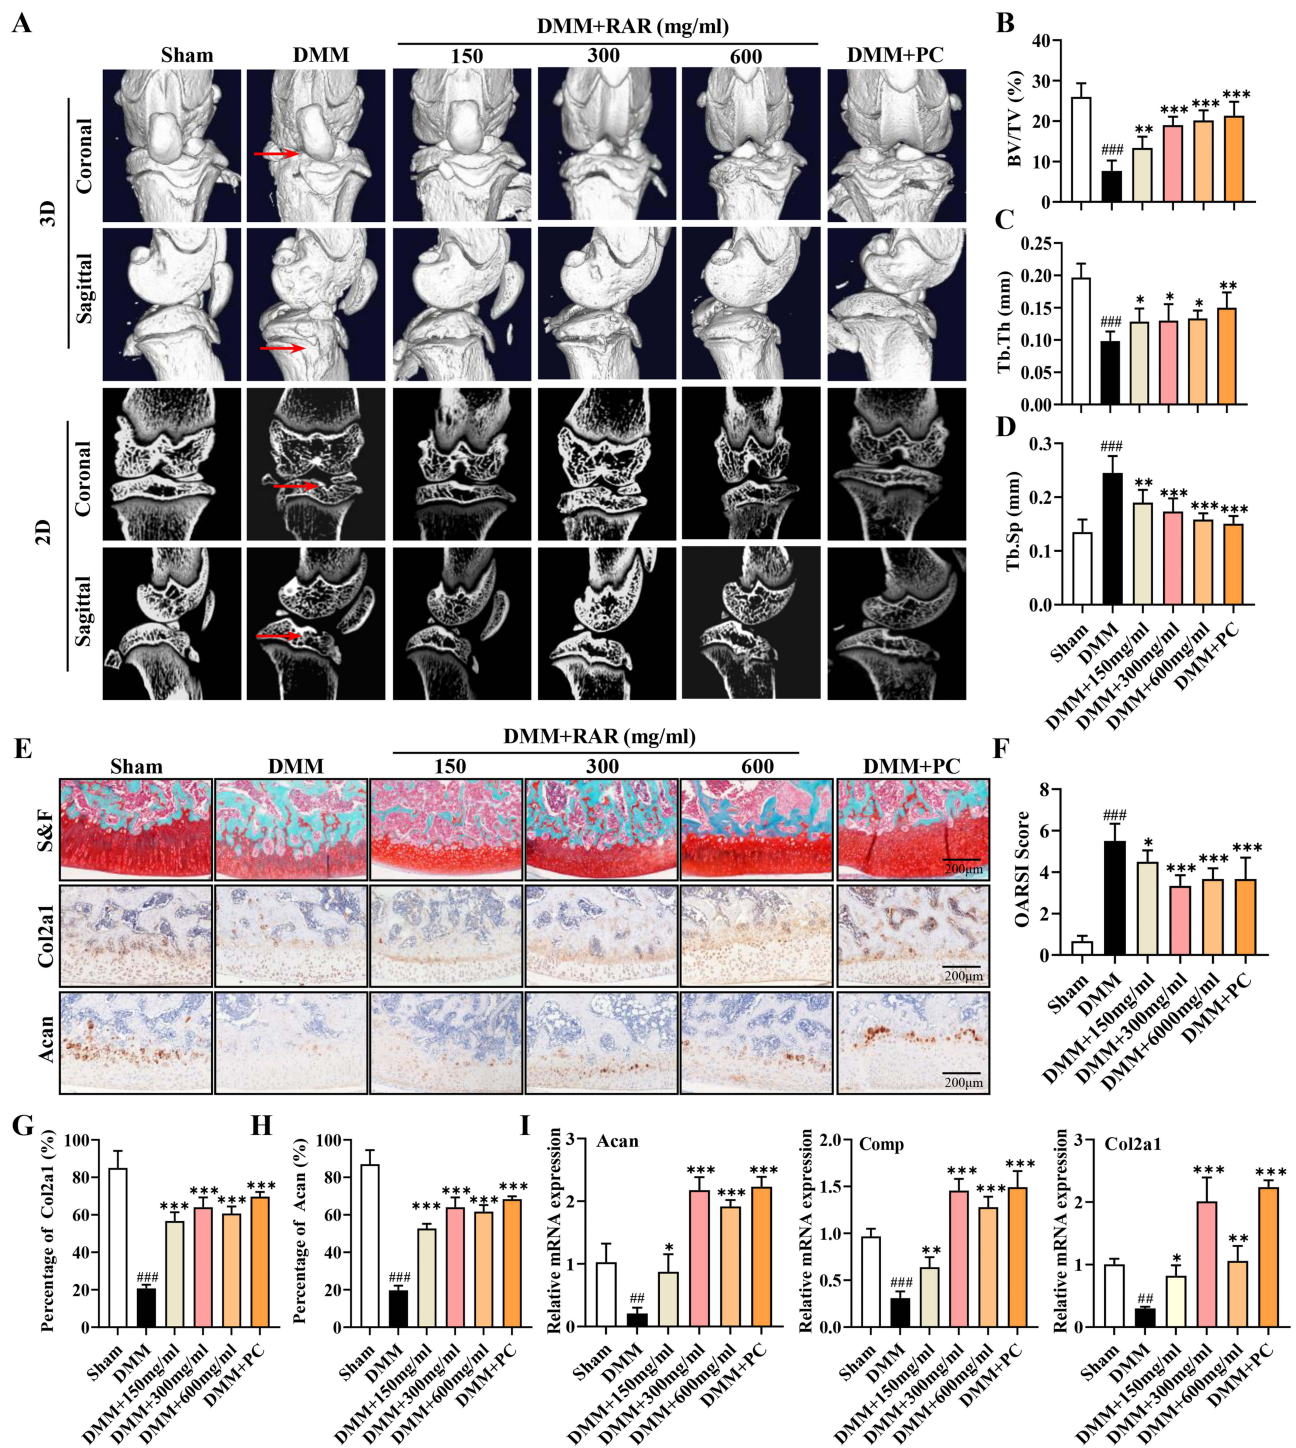 A
DMM+RAR (mg/ml)
Sham
DMM
150
300
600
DMM+PC
3D
Coronal
Sagittal
2D
Coronal
Sagittal
B
BV/TV (%)
40
30
20
10
0
###
**
***
***
***
C
Tb.Th (mm)
0.25
0.20
0.15
0.10
0.05
0.00
###
*
*
*
**
D
Tb.Sp (mm)
0.3
0.2
0.1
0.0
###
**
***
***
***
Sham
DMM
DMM+150mg/ml
DMM+300mg/ml
DMM+600mg/ml
DMM+PC
E
DMM+RAR (mg/ml)
Sham
DMM
150
300
600
DMM+PC
S&F
200μm
Col2a1
200μm
Acan
200μm
F
OARSI Score
8
6
4
2
0
###
*
***
***
***
Sham
DMM
DMM+150mg/ml
DMM+300mg/ml
DMM+6000mg/ml
DMM+PC
G
Percentage of Col2a1 (%)
100
80
60
40
20
0
###
***
***
***
***
Sham
DMM
DMM+150mg/ml
DMM+300mg/ml
DMM+600mg/ml
DMM+PC
H
Percentage of Acan (%)
100
80
60
40
20
0
###
***
***
***
***
Sham
DMM
DMM+150mg/ml
DMM+300mg/ml
DMM+600mg/ml
DMM+PC
I
Relative mRNA expression
Acan
3
2
1
0
##
*
***
***
***
Sham
DMM
DMM+150mg/ml
DMM+300mg/ml
DMM+600mg/ml
DMM+PC
Relative mRNA expression
Comp
2.0
1.5
1.0
0.5
0.0
###
**
***
***
***
Sham
DMM
DMM+150mg/ml
DMM+300mg/ml
DMM+600mg/ml
DMM+PC
Relative mRNA expression
Col2a1
3
2
1
0
##
*
***
**
***
Sham
DMM
DMM+150mg/ml
DMM+300mg/ml
DMM+600mg/ml
DMM+PC